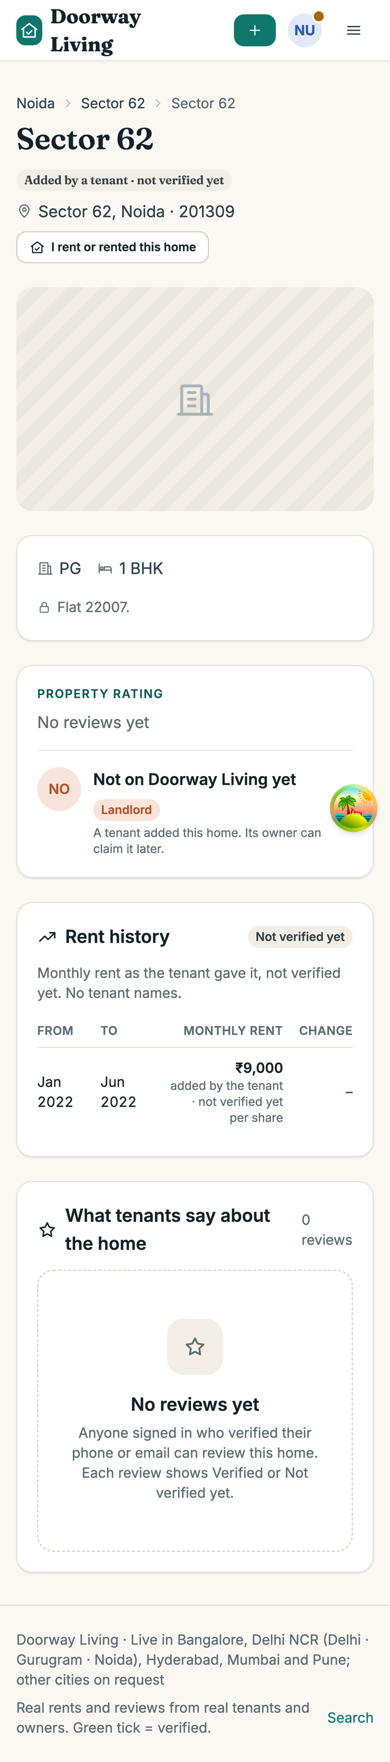 Doorway
Living
NU
Noida > Sector 62 > Sector 62
Sector 62
Added by a tenant · not verified yet
Sector 62, Noida · 201309
I rent or rented this home
PG 1 BHK
Flat 22007.
PROPERTY RATING
No reviews yet
NO
Not on Doorway Living yet
Landlord
A tenant added this home. Its owner can
claim it later.
Rent history
Not verified yet
Monthly rent as the tenant gave it, not verified
yet. No tenant names.
FROM TO MONTHLY RENT CHANGE
Jan
2022
Jun
2022
₹9,000
added by the tenant
· not verified yet
per share
–
What tenants say about
the home
0
reviews
No reviews yet
Anyone signed in who verified their
phone or email can review this home.
Each review shows Verified or Not
verified yet.
Doorway Living · Live in Bangalore, Delhi NCR (Delhi ·
Gurugram · Noida), Hyderabad, Mumbai and Pune;
other cities on request
Real rents and reviews from real tenants and
owners. Green tick = verified.
Search